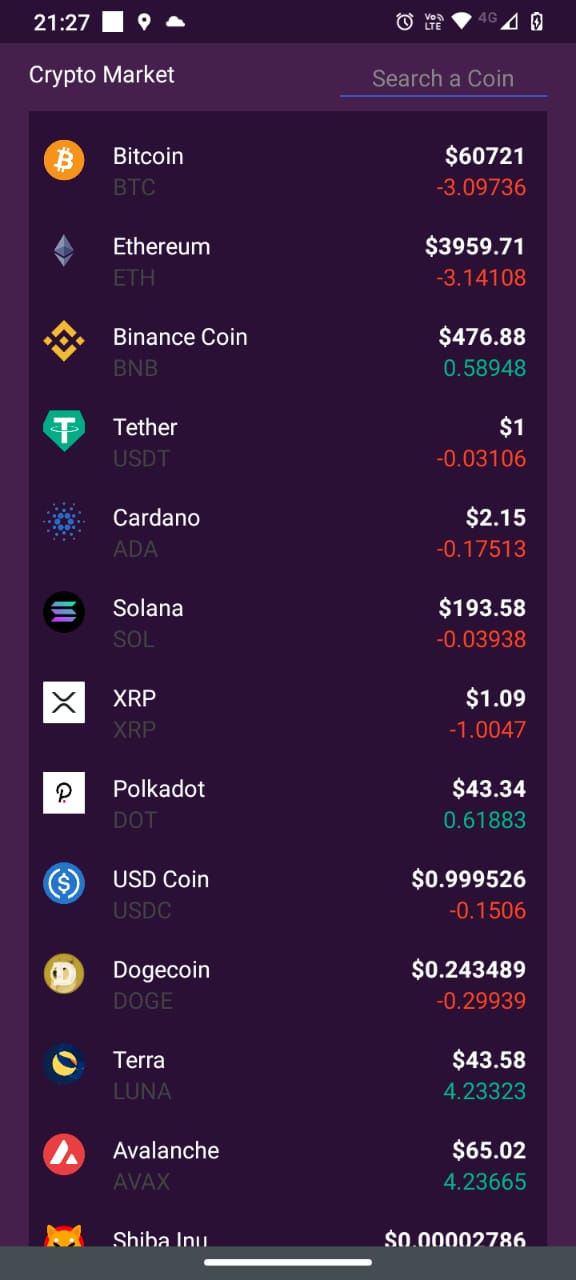 21:27 Vo) LTE 4G
Crypto Market Search a Coin
Bitcoin $60721
BTC -3.09736
Ethereum $3959.71
ETH -3.14108
Binance Coin $476.88
BNB 0.58948
Tether $1
USDT -0.03106
Cardano $2.15
ADA -0.17513
Solana $193.58
SOL -0.03938
XRP $1.09
XRP -1.0047
Polkadot $43.34
DOT 0.61883
USD Coin $0.999526
USDC -0.1506
Dogecoin $0.243489
DOGE -0.29939
Terra $43.58
LUNA 4.23323
Avalanche $65.02
AVAX 4.23665
Shiba Inu $0.00002786